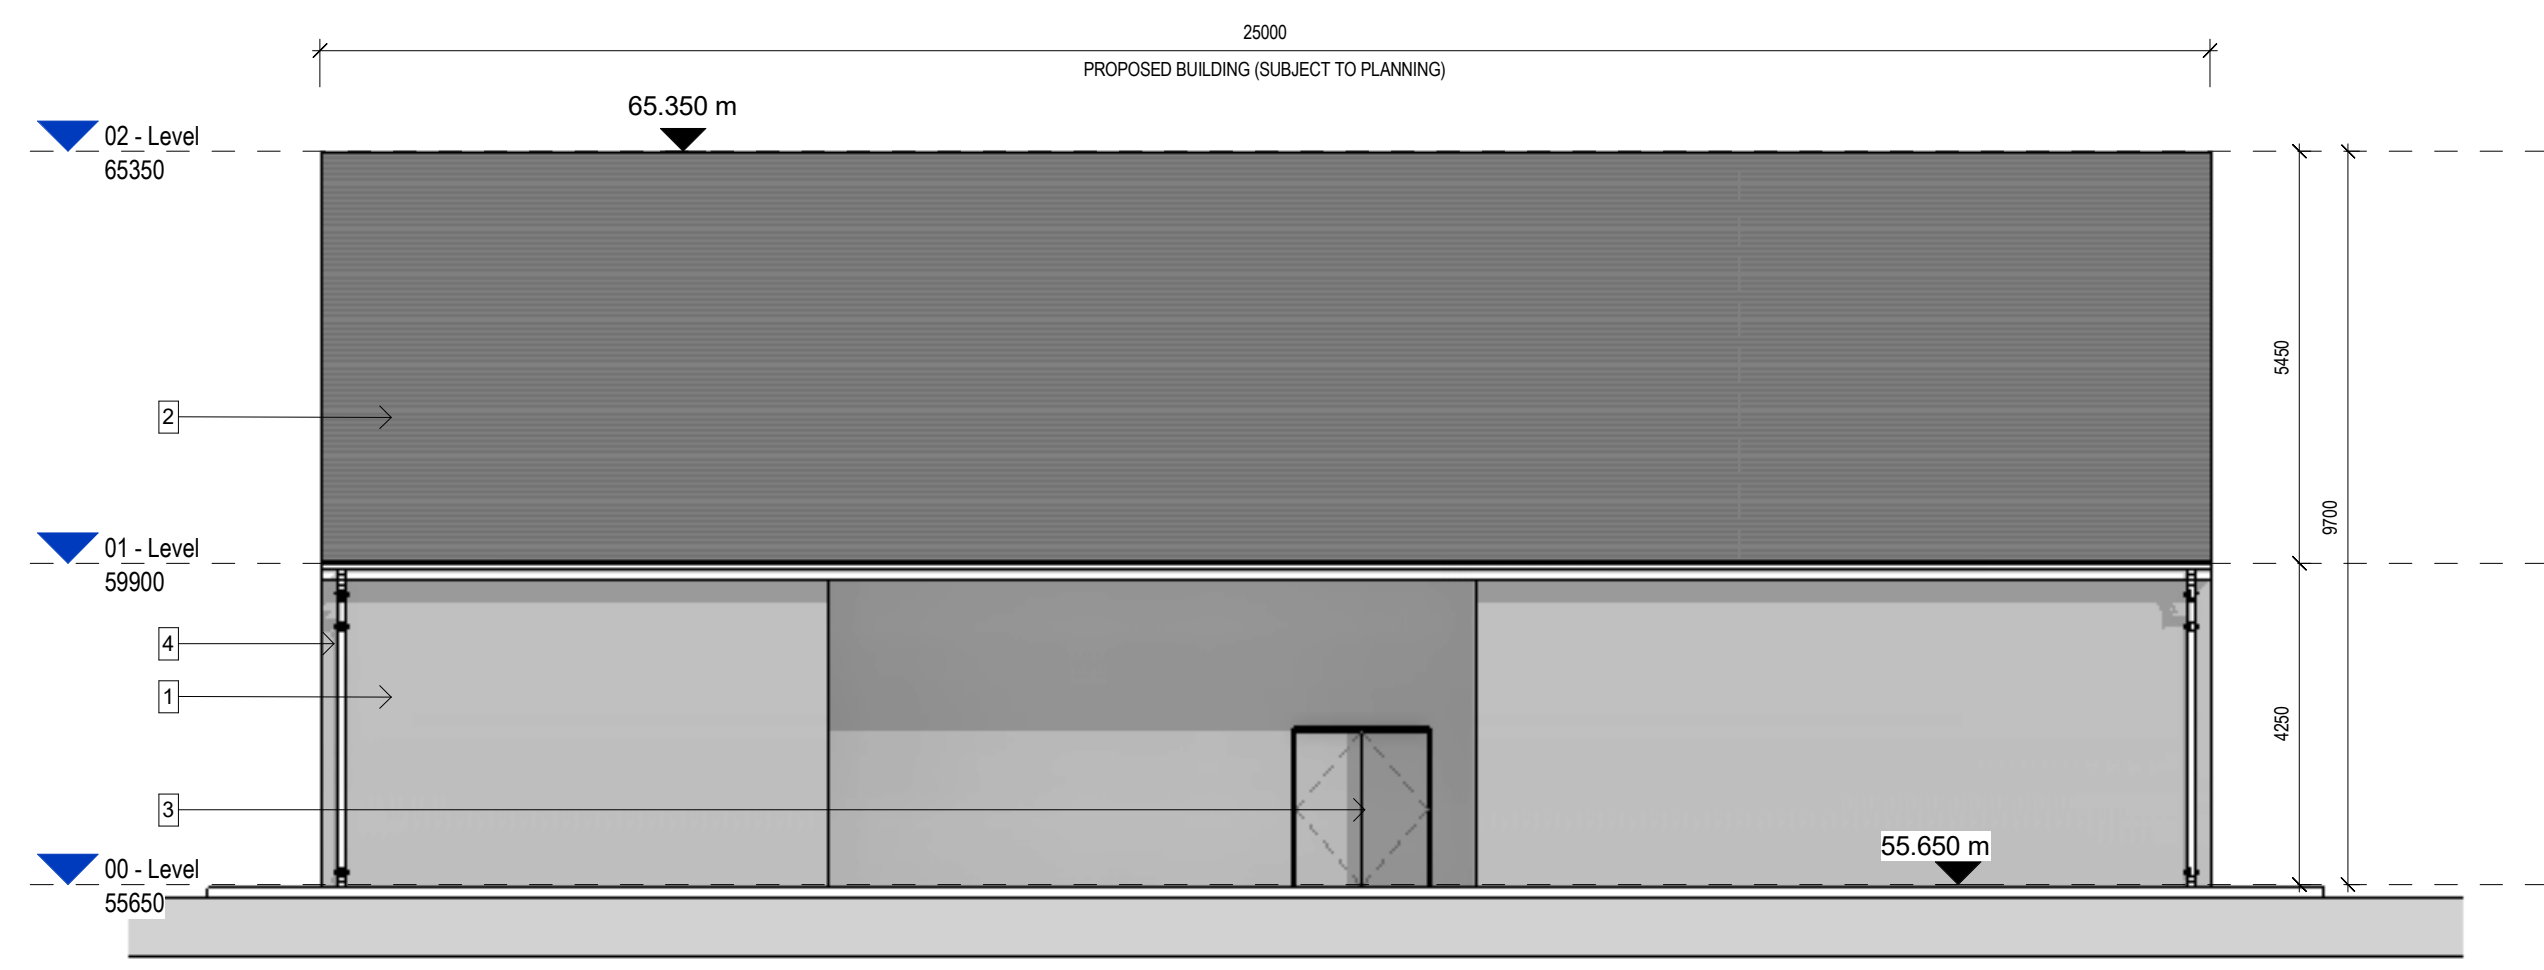 25000
PROPOSED BUILDING (SUBJECT TO PLANNING)
65.350 m
02 - Level
65350
5450
2
9700
01 - Level
59900
4
1
4250
3
55.650 m
00 - Level
55650